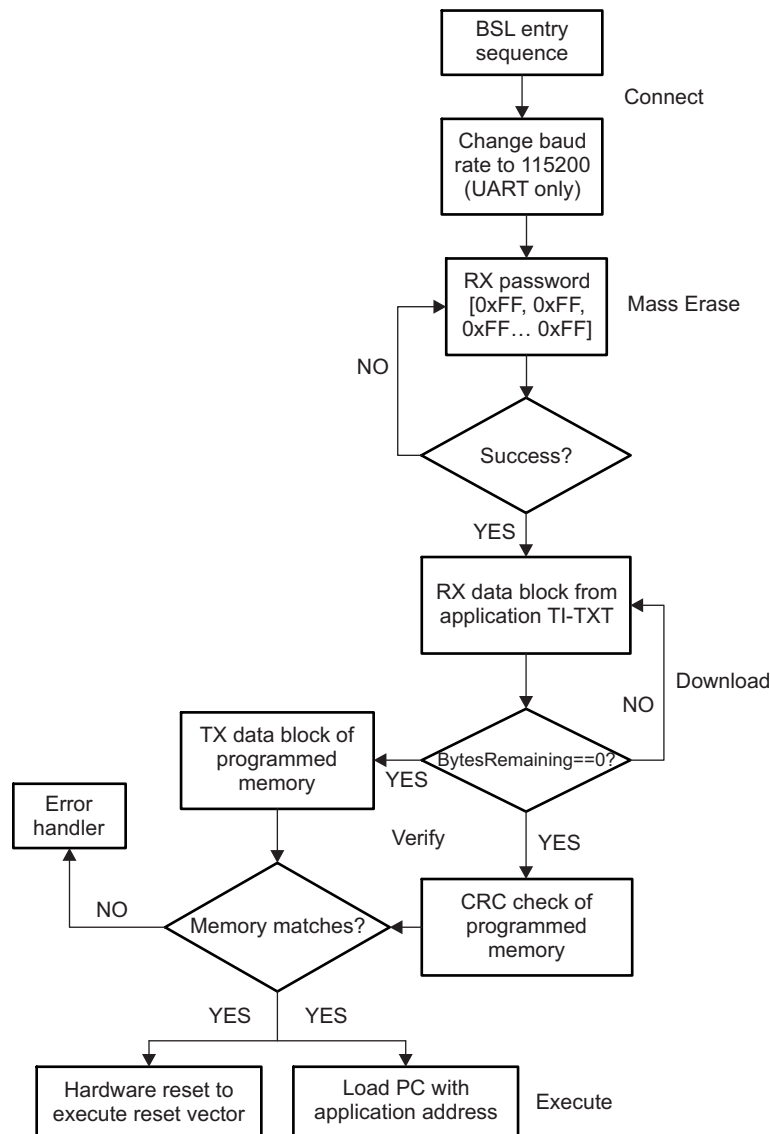 BSL entry
sequence
Connect
Change baud
rate to 115200
(UART only)
RX password
[0xFF, 0xFF,
0xFF… 0xFF]
Mass Erase
NO
Success?
YES
RX data block from
application TI-TXT
Download
NO
TX data block of
programmed
memory
BytesRemaining==0?
YES
Error
handler
Verify
YES
CRC check of
programmed
memory
NO
Memory matches?
YES
YES
Hardware reset to
execute reset vector
Load PC with
application address
Execute